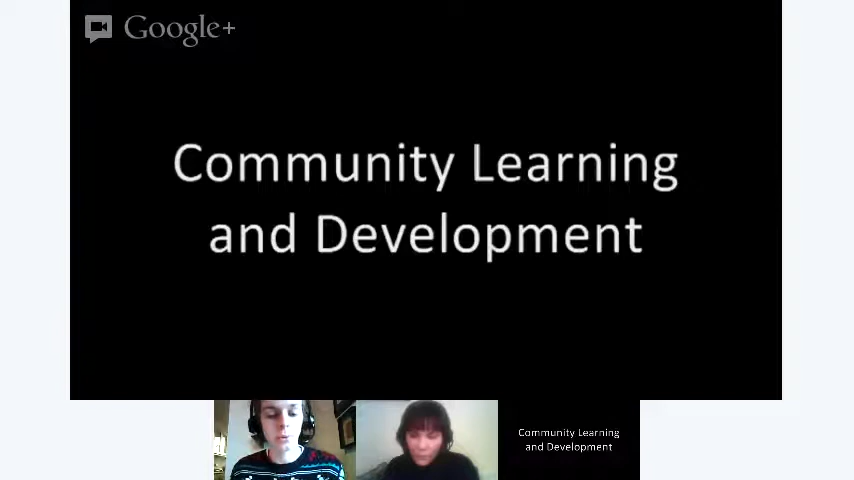 Google+
Community Learning
and Development
Community Learning
and Development